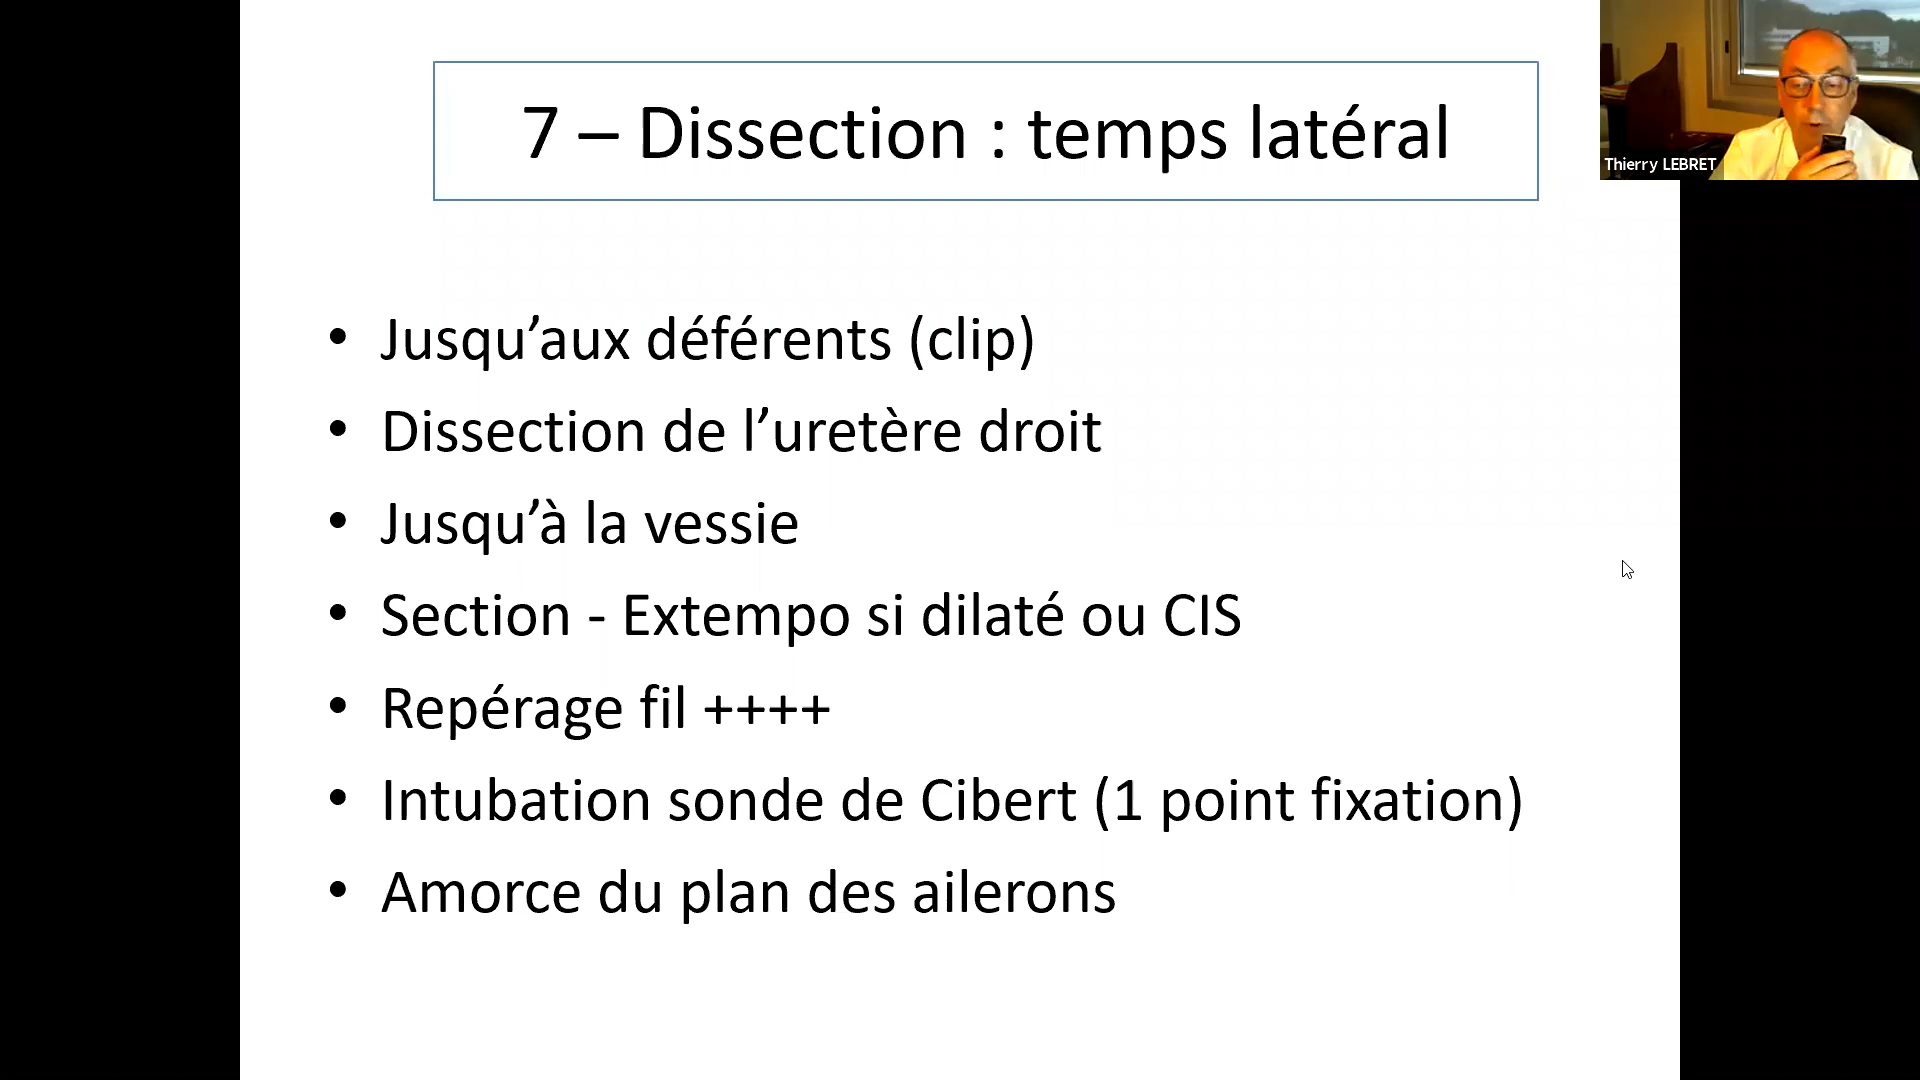 7 – Dissection : temps latéral
Thierry LEBRET
• Jusqu’aux déférents (clip)
• Dissection de l’uretère droit
• Jusqu’à la vessie
• Section - Extempo si dilaté ou CIS
• Repérage fil ++++
• Intubation sonde de Cibert (1 point fixation)
• Amorce du plan des ailerons